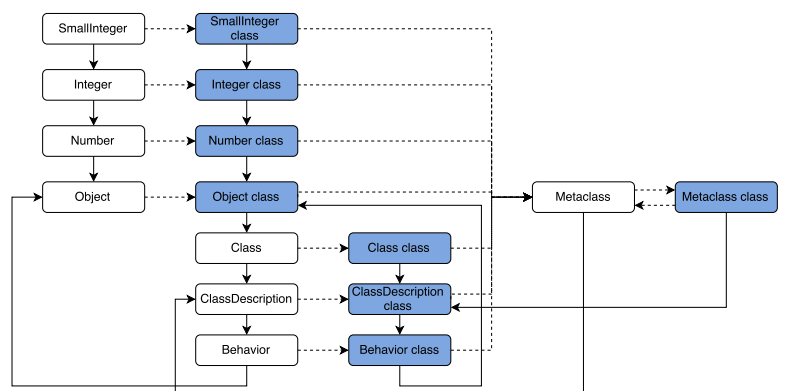 SmallInteger
SmallInteger
class
Integer
Integer class
Number
Number class
Object
Object class
Metaclass
Metaclass class
Class
Class class
ClassDescription
ClassDescription
class
Behavior
Behavior class